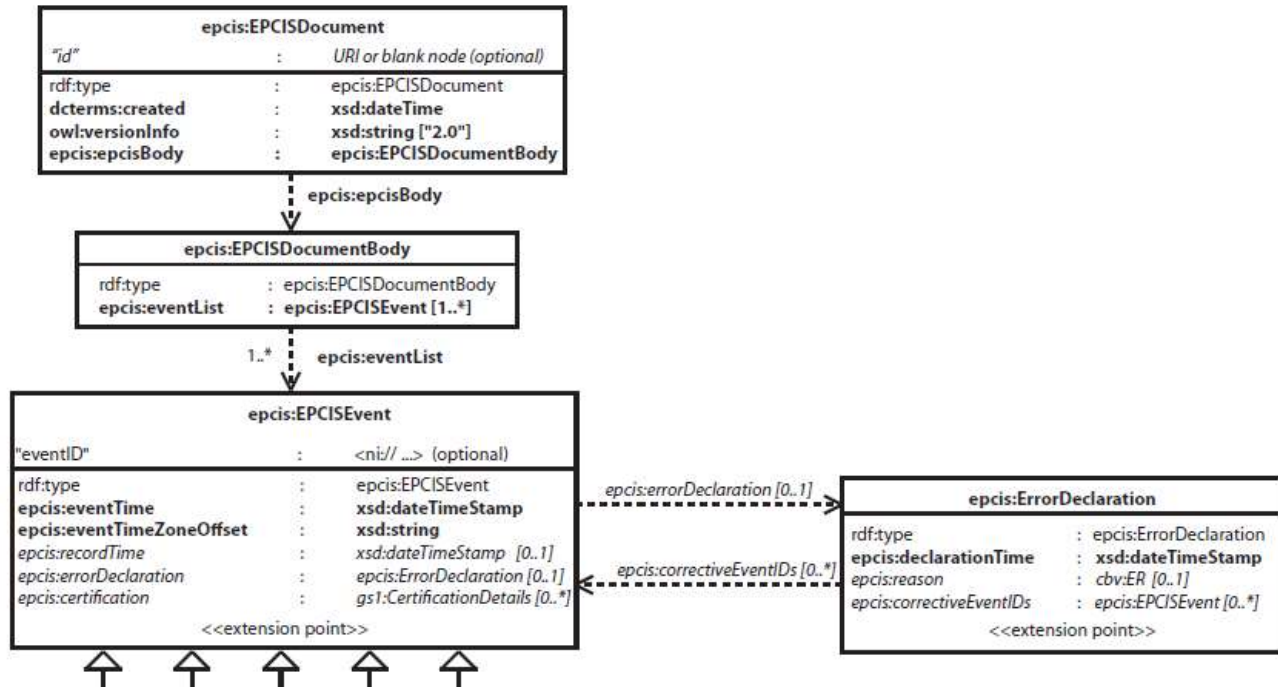 epcis:EPCISDocument
"id" : URI or blank node (optional)
rdf:type : epcis:EPCISDocument
dcterms:created : xsd:dateTime
owl:versionInfo : xsd:string ["2.0"]
epcis:epcisBody : epcis:EPCISDocumentBody
epcis:epcisBody
epcis:EPCISDocumentBody
rdf:type : epcis:EPCISDocumentBody
epcis:eventList : epcis:EPCISEvent [1..*]
1..* epcis:eventList
epcis:EPCISEvent
"eventID" : <ni:// ...> (optional)
rdf:type : epcis:EPCISEvent
epcis:eventTime : xsd:dateTimeStamp
epcis:eventTimeZoneOffset : xsd:string
epcis:recordTime : xsd:dateTimeStamp [0..1]
epcis:errorDeclaration : epcis:ErrorDeclaration [0..1]
epcis:certification : gs1:CertificationDetails [0..*]
<<extension point>>
epcis:errorDeclaration [0..1]
epcis:correctiveEventIDs [0..*]
epcis:ErrorDeclaration
rdf:type : epcis:ErrorDeclaration
epcis:declarationTime : xsd:dateTimeStamp
epcis:reason : cbv:ER [0..1]
epcis:correctiveEventIDs : epcis:EPCISEvent [0..*]
<<extension point>>